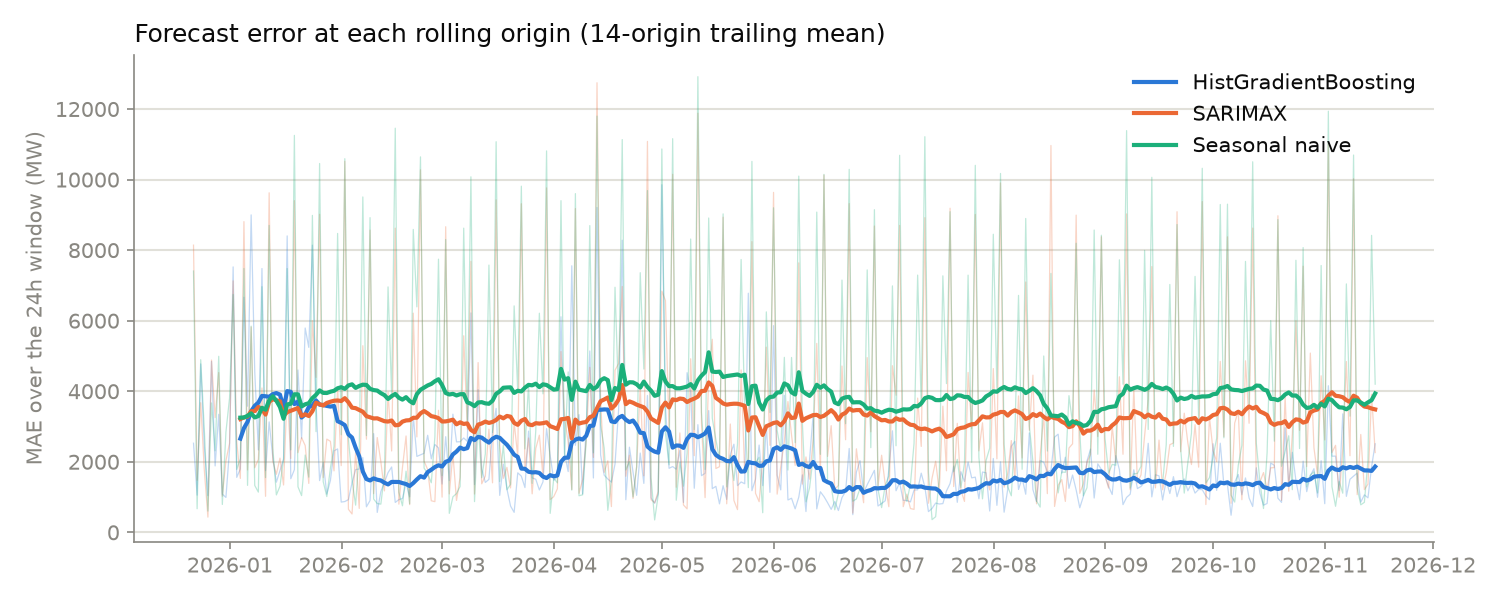 Forecast error at each rolling origin (14-origin trailing mean)
HistGradientBoosting
SARIMAX
Seasonal naive
MAE over the 24h window (MW)
12000
10000
8000
6000
4000
2000
0
2026-01 2026-02 2026-03 2026-04 2026-05 2026-06 2026-07 2026-08 2026-09 2026-10 2026-11 2026-12